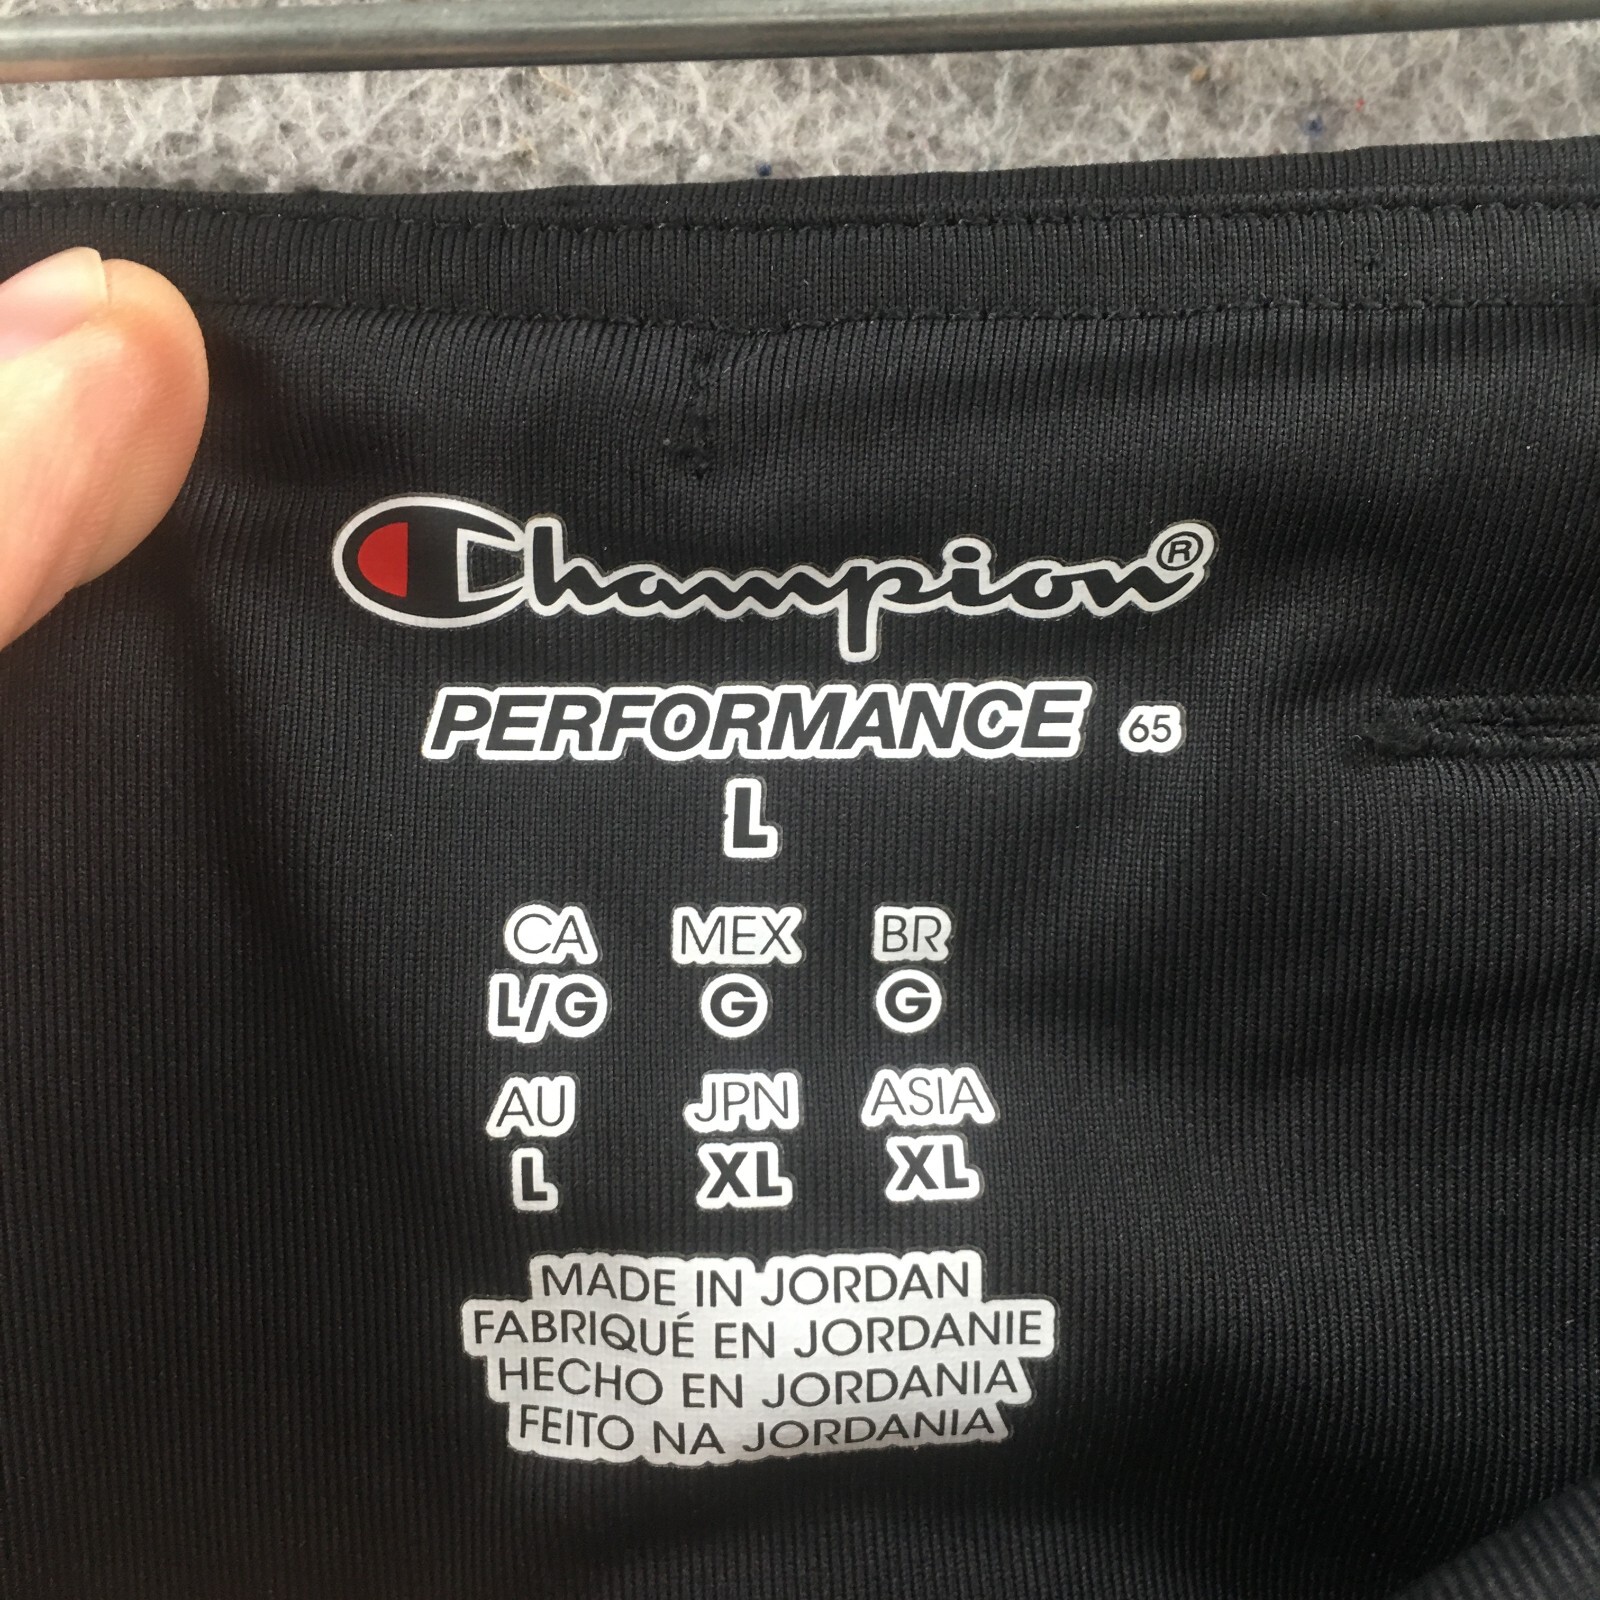 Champion®
PERFORMANCE 65
L
CA MEX BR
L/G G G
AU JPN ASIA
L XL XL
MADE IN JORDAN
FABRIQUÉ EN JORDANIE
HECHO EN JORDANIA
FEITO NA JORDANIA